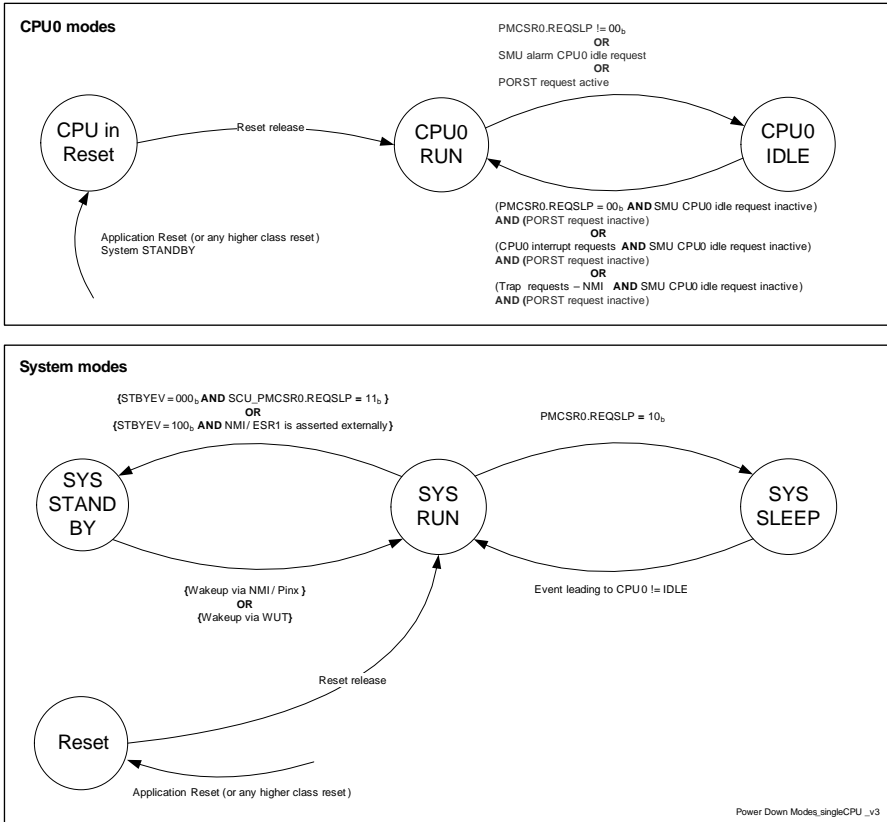 CPU0 modes
PMCSR0.REQSLP != 00b
OR
SMU alarm CPU0 idle request
OR
PORST request active
CPU in
Reset
Reset release
CPU0
RUN
CPU0
IDLE
Application Reset (or any higher class reset)
System STANDBY
(PMCSR0.REQSLP = 00b AND SMU CPU0 idle request inactive)
AND (PORST request inactive)
OR
(CPU0 interrupt requests AND SMU CPU0 idle request inactive)
AND (PORST request inactive)
OR
(Trap requests – NMI AND SMU CPU0 idle request inactive)
AND (PORST request inactive)
System modes
{STBYEV = 000b AND SCU_PMCSR0.REQSLP = 11b }
OR
{STBYEV = 100b AND NMI / ESR1 is asserted externally}
PMCSR0.REQSLP = 10b
SYS
STAND
BY
SYS
RUN
SYS
SLEEP
{Wakeup via NMI / Pinx }
OR
{Wakeup via WUT}
Event leading to CPU0 != IDLE
Reset release
Reset
Application Reset (or any higher class reset)
Power Down Modes_singleCPU _v3